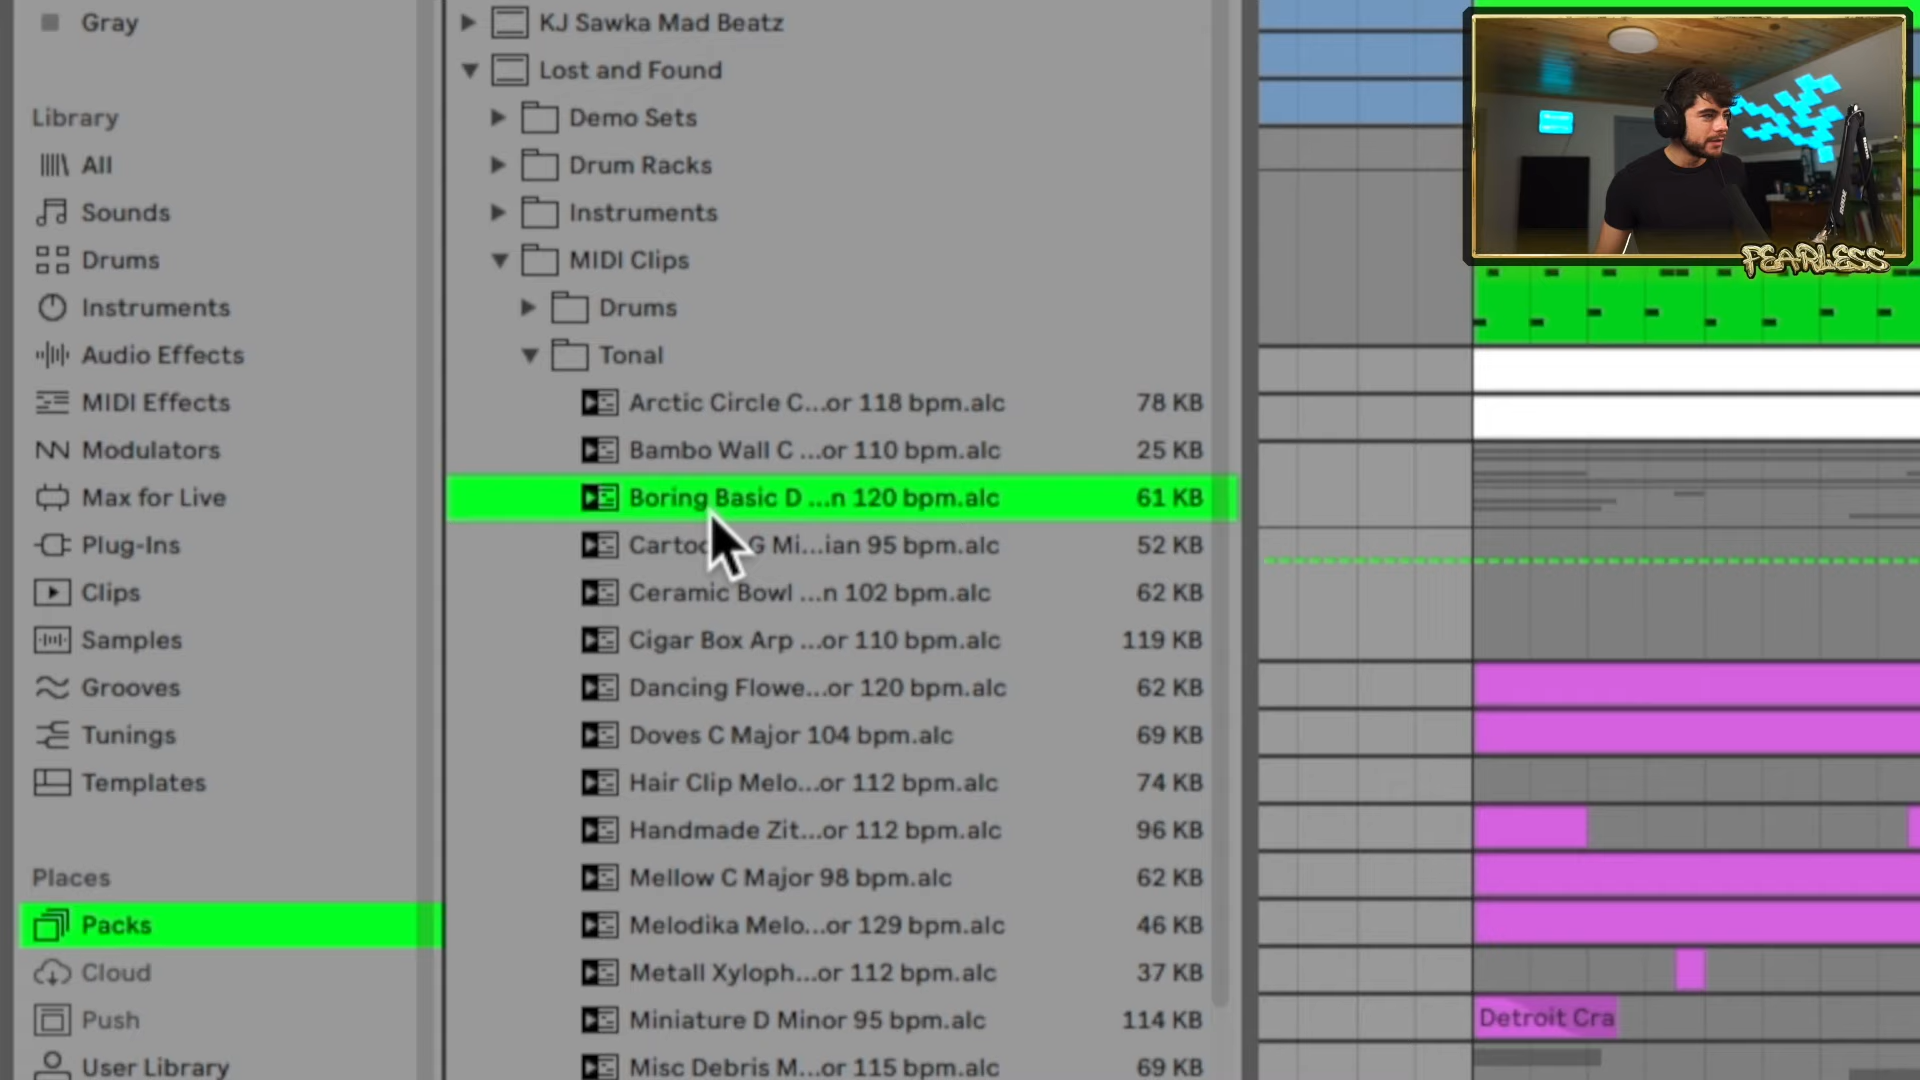 Gray
Library
All
Sounds
Drums
Instruments
Audio Effects
MIDI Effects
Modulators
Max for Live
Plug-Ins
Clips
Samples
Grooves
Tunings
Templates
Places
Packs
Cloud
Push
User Library
KJ Sawka Mad Beatz
Lost and Found
Demo Sets
Drum Racks
Instruments
MIDI Clips
Drums
Tonal
Arctic Circle C...or 118 bpm.alc 78 KB
Bambo Wall C ...or 110 bpm.alc 25 KB
Boring Basic D ...n 120 bpm.alc 61 KB
Cartoo G Mi...ian 95 bpm.alc 52 KB
Ceramic Bowl ...n 102 bpm.alc 62 KB
Cigar Box Arp ...or 110 bpm.alc 119 KB
Dancing Flowe...or 120 bpm.alc 62 KB
Doves C Major 104 bpm.alc 69 KB
Hair Clip Melo...or 112 bpm.alc 74 KB
Handmade Zit...or 112 bpm.alc 96 KB
Mellow C Major 98 bpm.alc 62 KB
Melodika Melo...or 129 bpm.alc 46 KB
Metall Xyloph...or 112 bpm.alc 37 KB
Miniature D Minor 95 bpm.alc 114 KB
Misc Debris M...or 115 bpm.alc 69 KB
FEARLESS
RODE
Detroit Cra